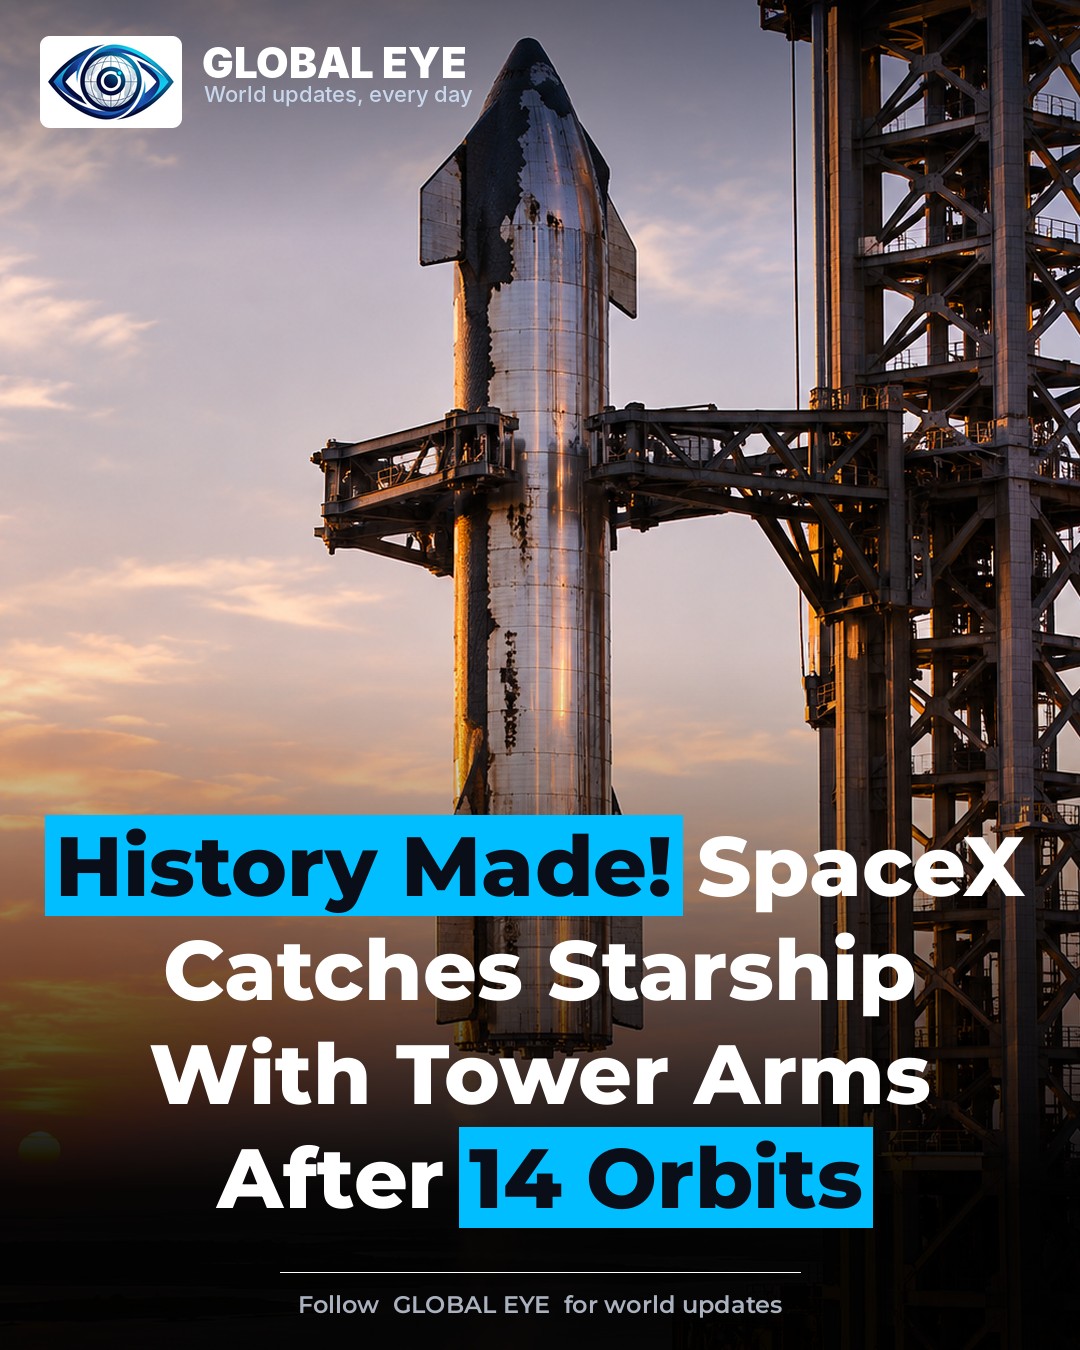 GLOBAL EYE
World updates, every day
History Made! SpaceX
Catches Starship
With Tower Arms
After 14 Orbits
Follow GLOBAL EYE for world updates